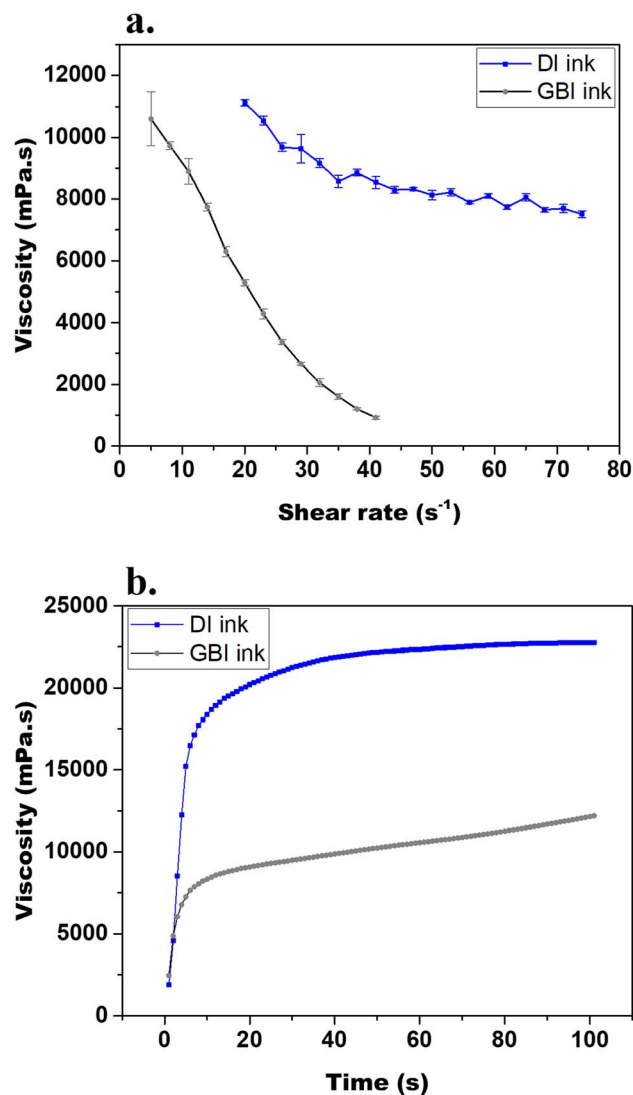 a.
DI ink
GBI ink
12000
10000
8000
6000
4000
2000
0
Viscosity (mPa.s)
0 10 20 30 40 50 60 70 80
Shear rate (s⁻¹)
b.
DI ink
GBI ink
25000
20000
15000
10000
5000
0
Viscosity (mPa.s)
0 20 40 60 80 100
Time (s)